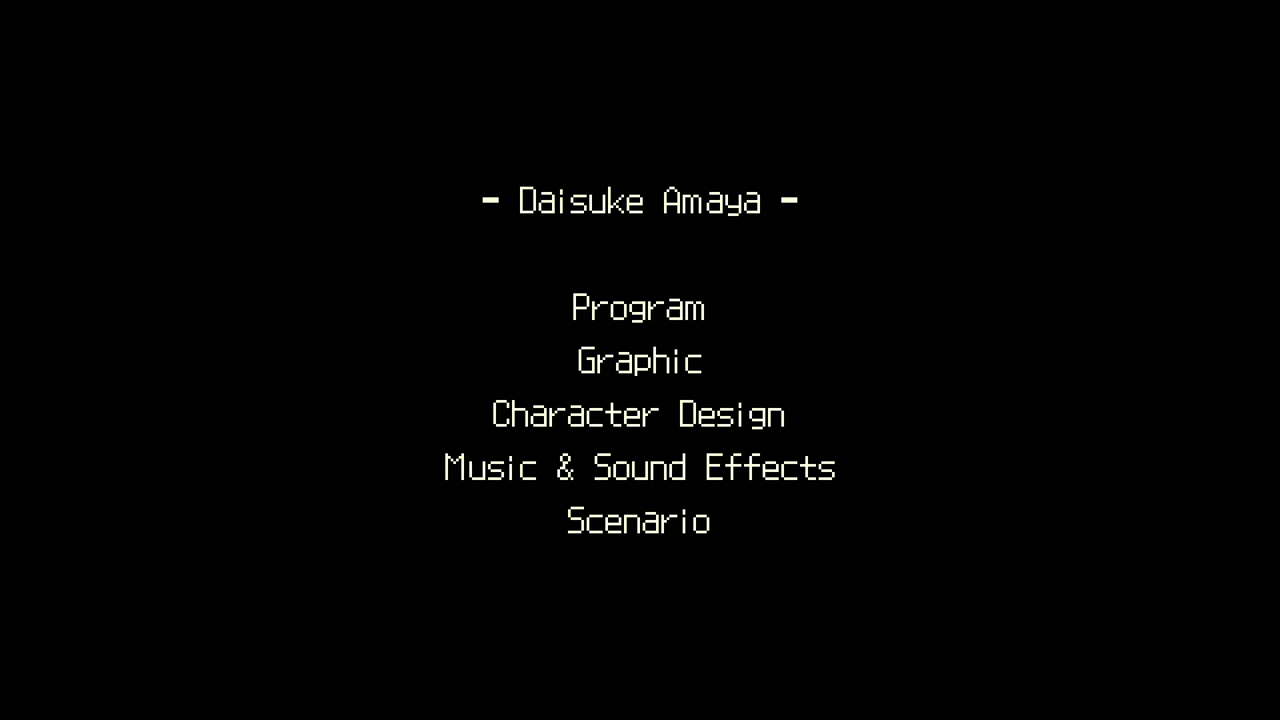 - Daisuke Amaya -
Program
Graphic
Character Design
Music & Sound Effects
Scenario